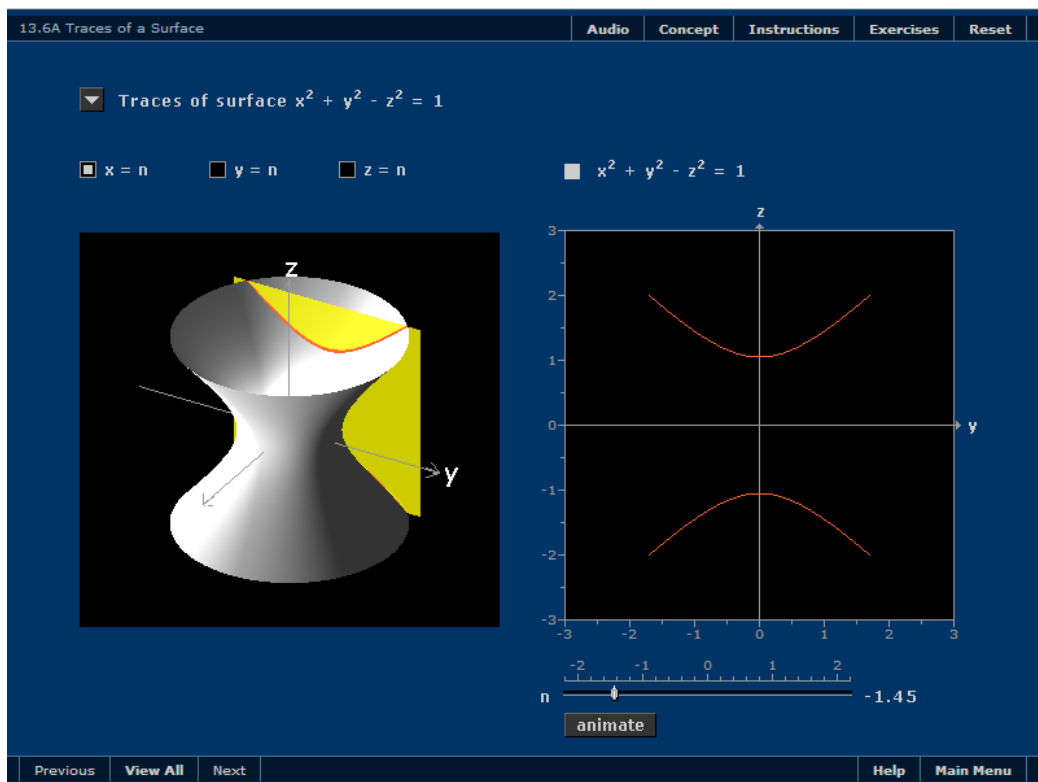 13.6A Traces of a Surface Audio Concept Instructions Exercises Reset
Traces of surface x² + y² - z² = 1
x = n y = n z = n x² + y² - z² = 1
z
3
2
1
0
-1
-2
-3
y
-3 -2 -1 0 1 2 3
z
y
-2 -1 0 1 2
n -1.45
animate
Previous View All Next Help Main Menu